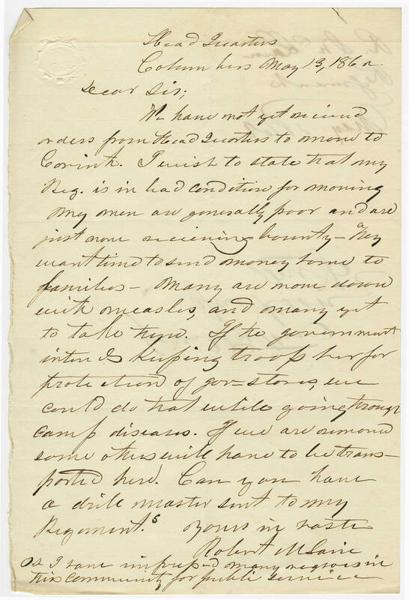 Head Quarters
Columbus May 13, 1862.
Dear Sir;
We have not yet received
orders from Head Quarters to move to
Corinth. I wish to state that my
Reg. is in bad condition for moving
My men are generally poor and are
just now receiving bounty - They
want time to send money home to
families - Many are now down
with measles, and many yet
to take them. If the government
intends keeping troops here for
protection of gov- stores, we
could do that while going through
camp diseases. If we are removed
some others will have to be trans-
ported here. Can you have
a drill master sent to my
Regiment.
Yours in haste
Robert McLain
I have impres-d many negroes in
this community for public service